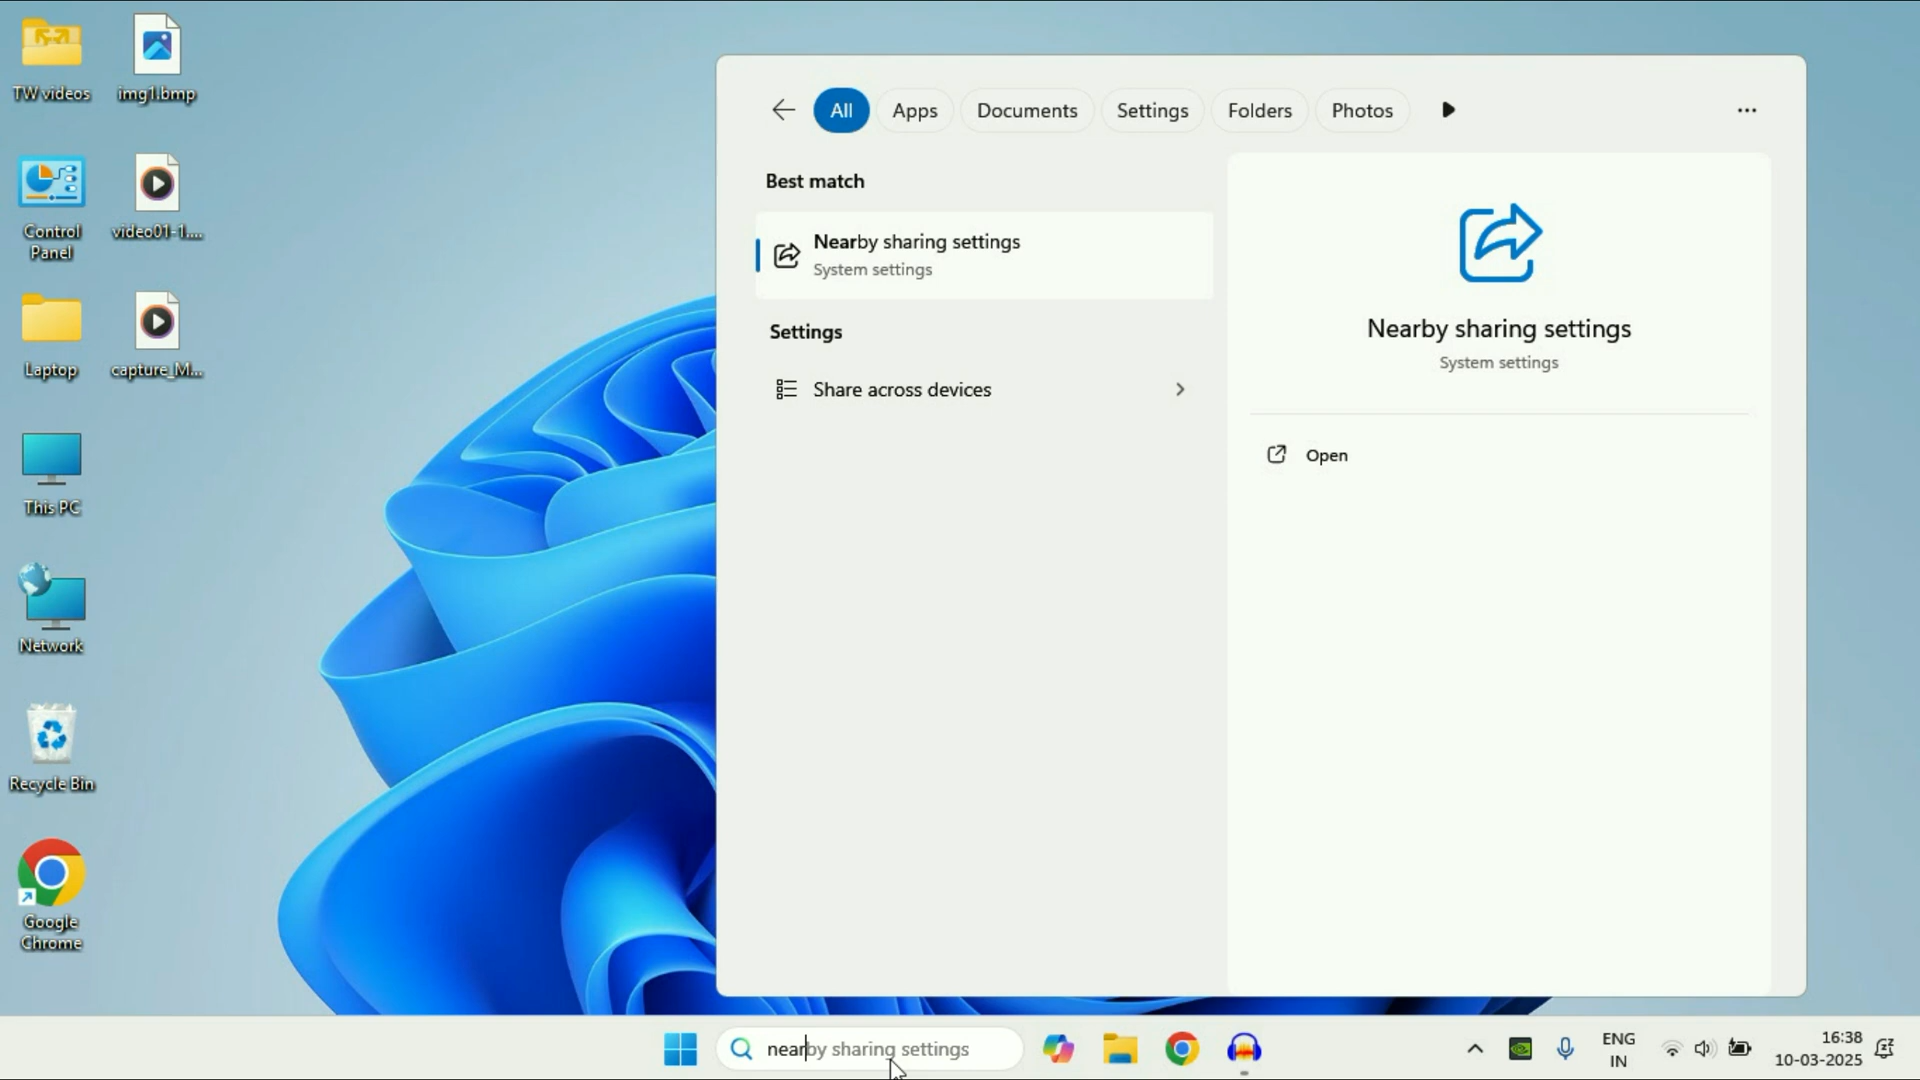 TW videos
img1.bmp
Control
Panel
video01-1....
Laptop
capture_M...
This PC
Network
Recycle Bin
Google
Chrome
All
Apps
Documents
Settings
Folders
Photos
Best match
Nearby sharing settings
System settings
Settings
Share across devices
Nearby sharing settings
System settings
Open
nearby sharing settings
ENG
IN
16:38
10-03-2025